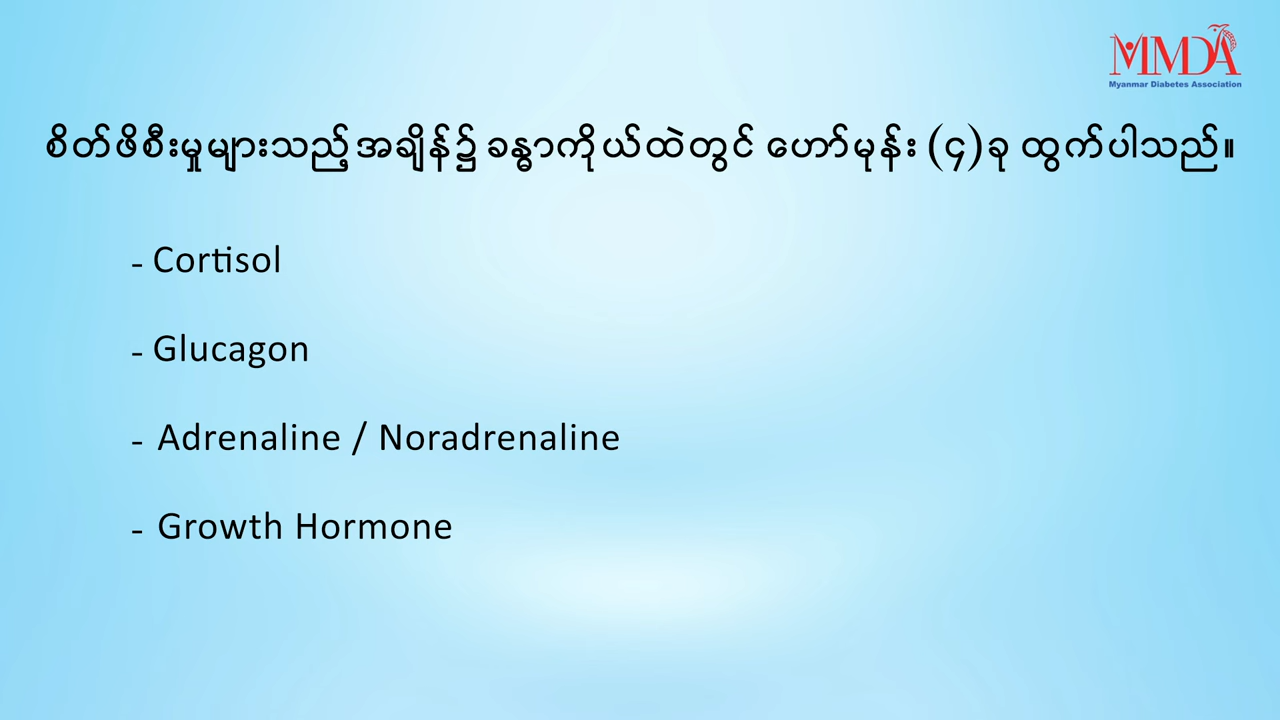 MMDA
Myanmar Diabetes Association
စိတ်ဖိစီးမှုများသည့်အချိန်၌ ခန္ဓာကိုယ်ထဲတွင် ဟော်မုန်း (၄)ခု ထွက်ပါသည်။
- Cortisol
- Glucagon
- Adrenaline / Noradrenaline
- Growth Hormone